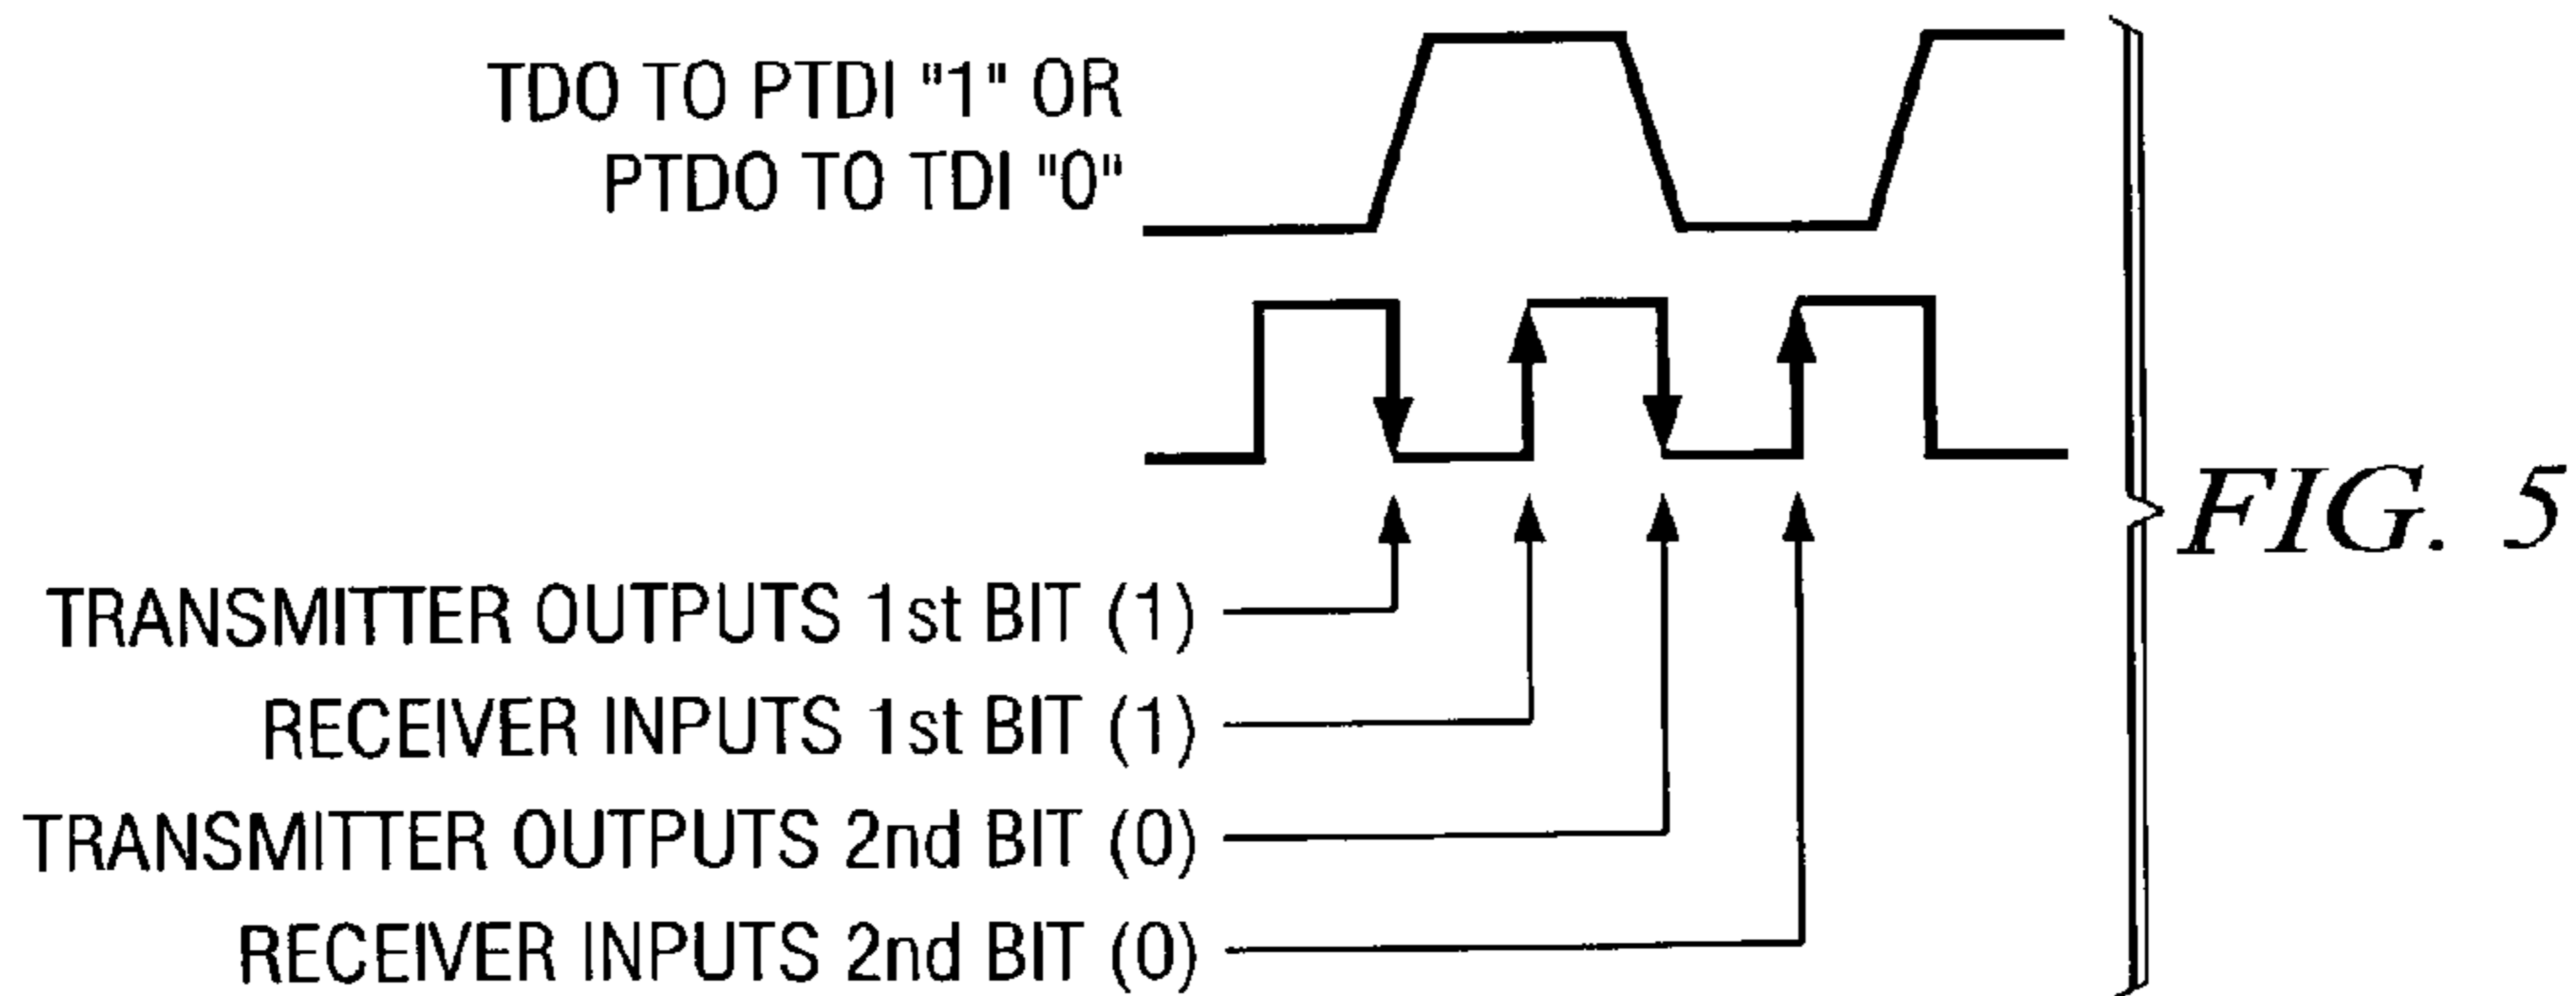 TDO TO PTDI "1" OR
PTDO TO TDI "0"
FIG. 5
TRANSMITTER OUTPUTS 1st BIT (1)
RECEIVER INPUTS 1st BIT (1)
TRANSMITTER OUTPUTS 2nd BIT (0)
RECEIVER INPUTS 2nd BIT (0)